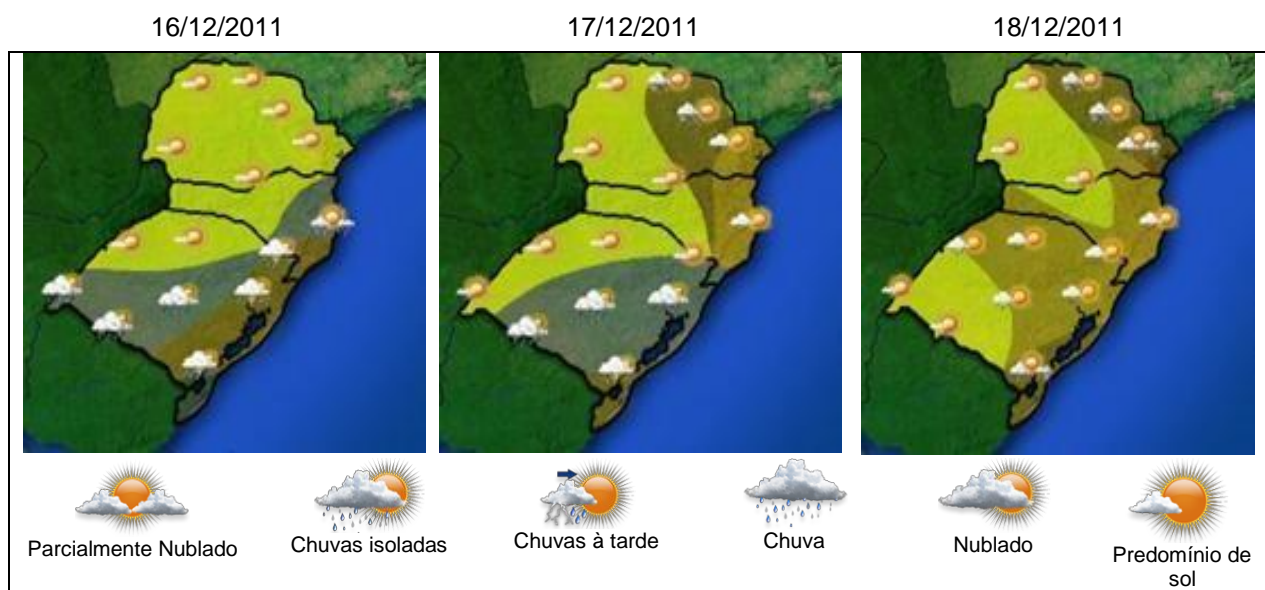 16/12/2011
17/12/2011
18/12/2011
Parcialmente Nublado
Chuvas isoladas
Chuvas à tarde
Chuva
Nublado
Predomínio de
sol